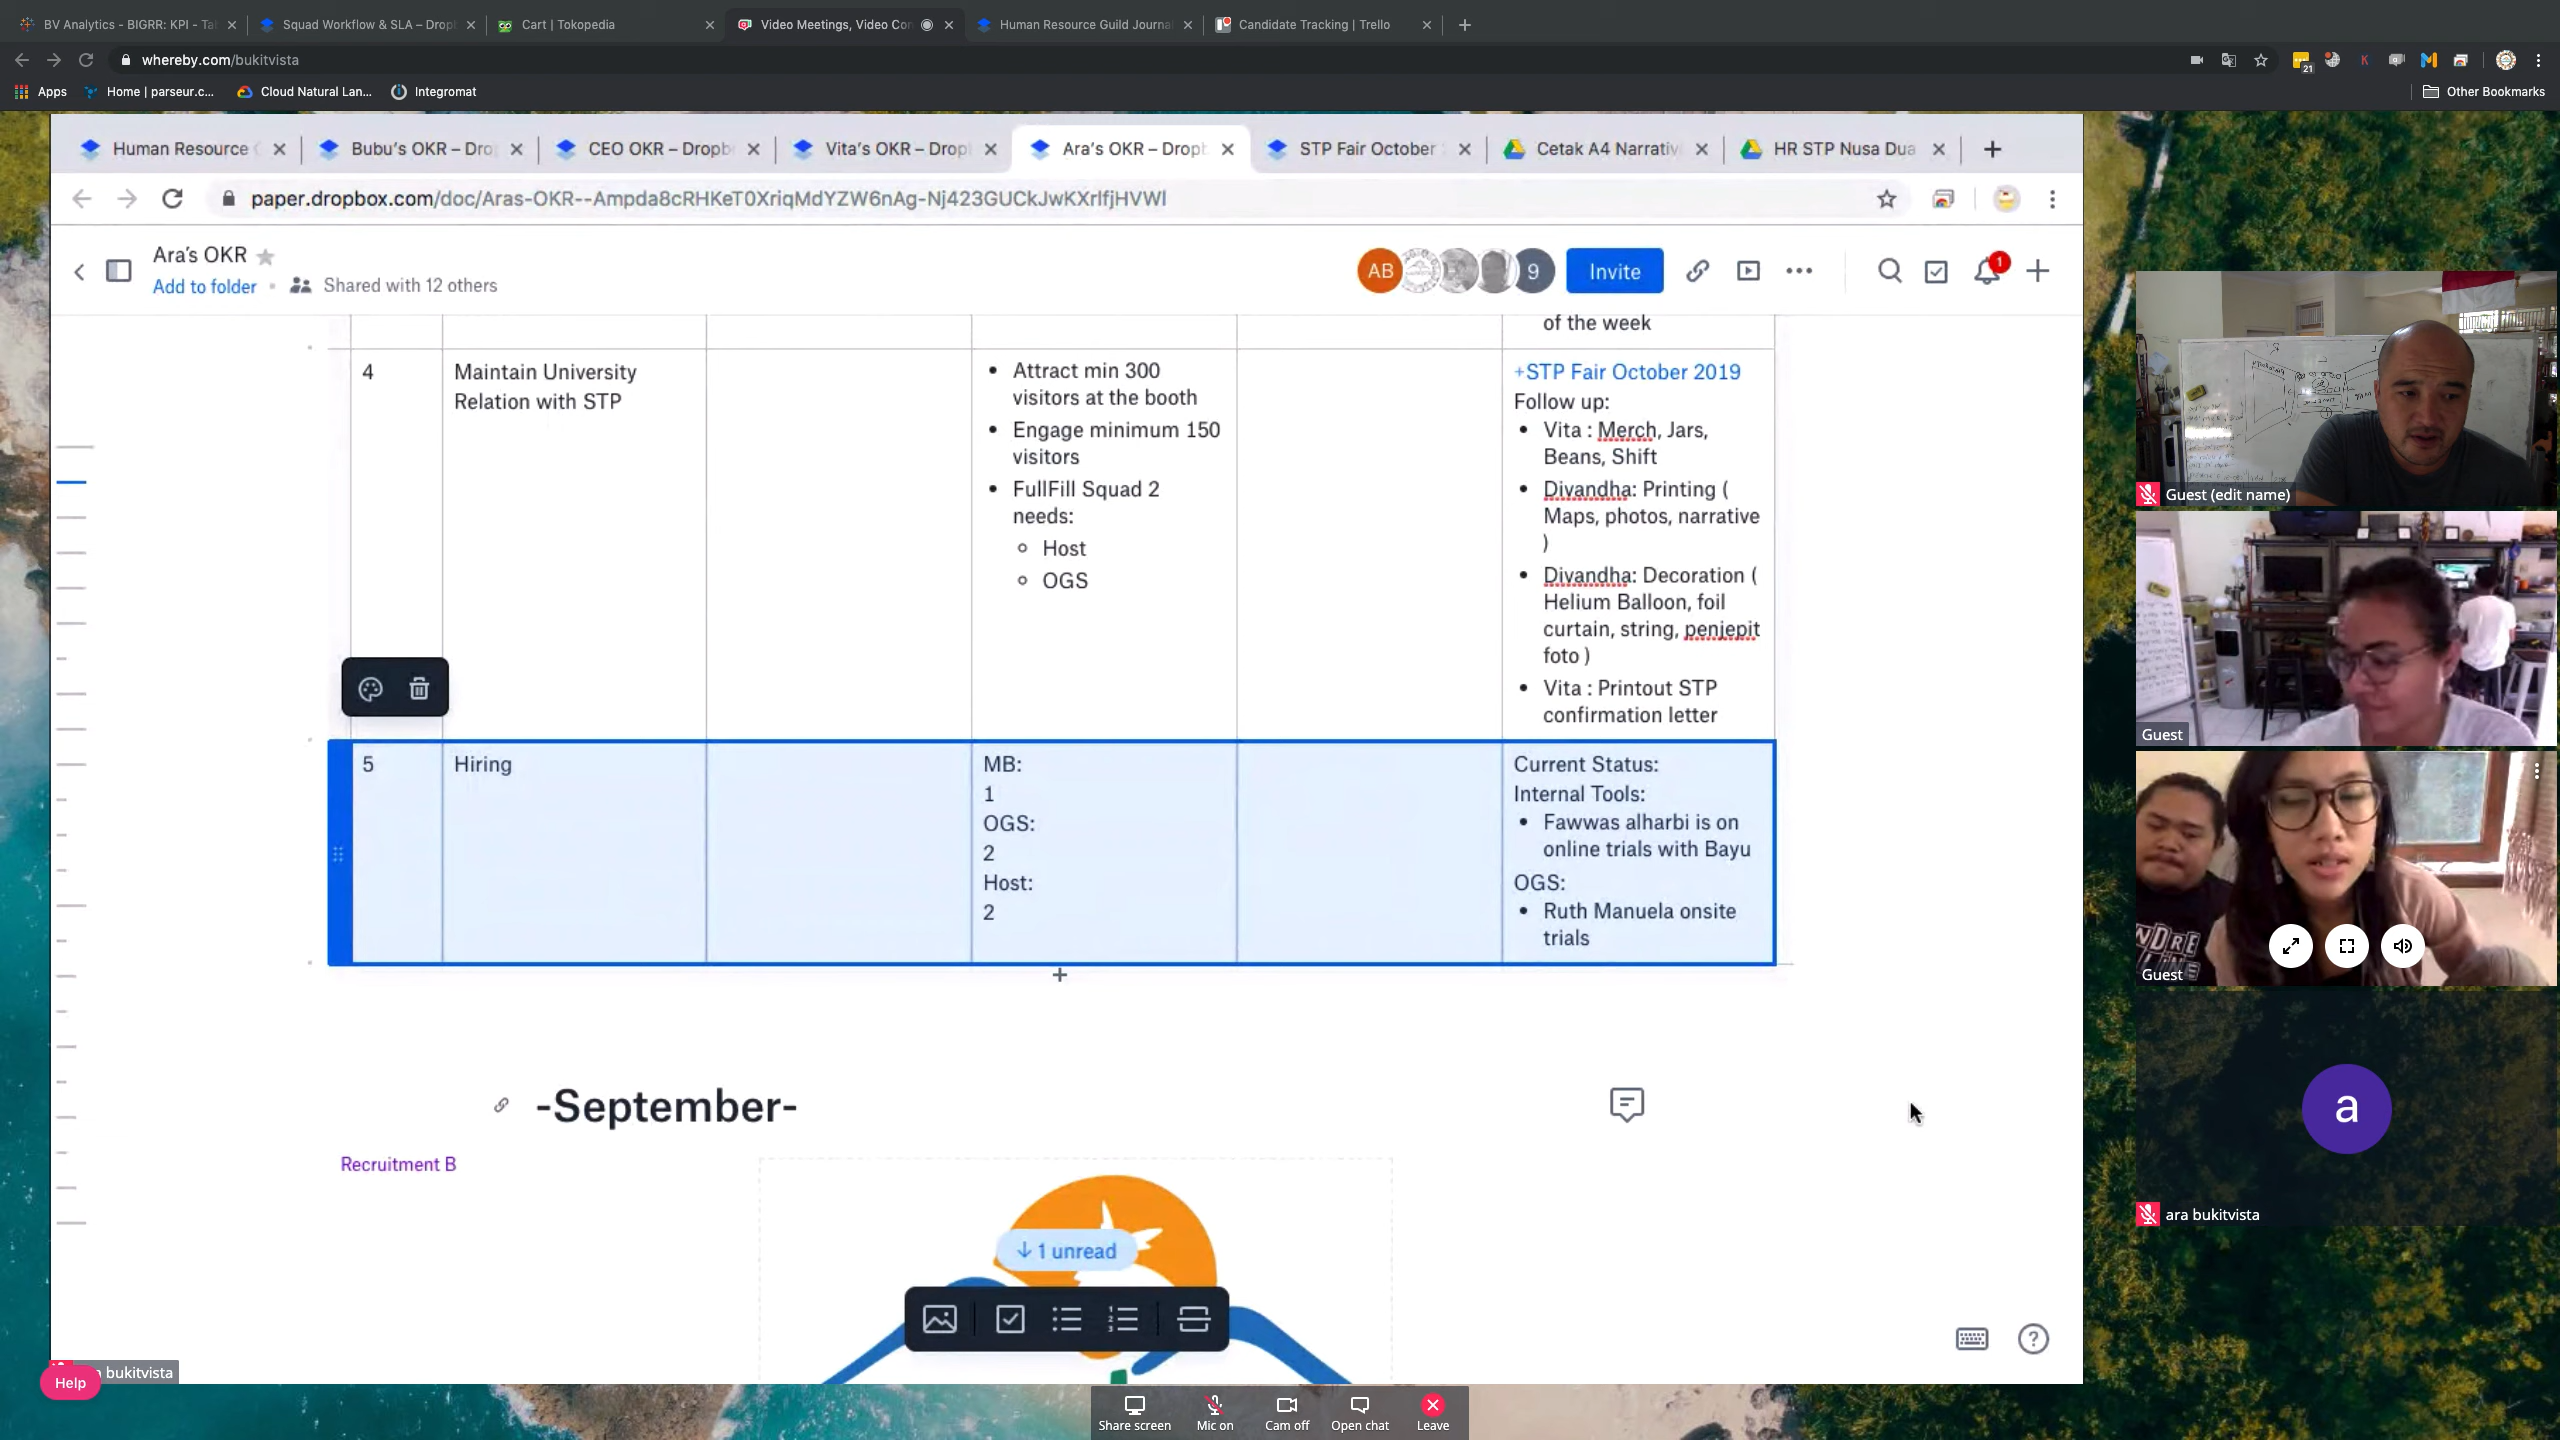 BV Analytics - BIGRR: KPI - Ta
Squad Workflow & SLA – Drop
Cart | Tokopedia
Video Meetings, Video Con
Human Resource Guild Journa
Candidate Tracking | Trello
whereby.com/bukitvista
21
Apps
Home | parseur.c...
Cloud Natural Lan...
Integromat
Other Bookmarks
Human Resource
Bubu's OKR – Dro
CEO OKR – Dropb
Vita's OKR – Drop
Ara's OKR – Dropb
STP Fair October
Cetak A4 Narrativ
HR STP Nusa Dua
paper.dropbox.com/doc/Aras-OKR--Ampda8cRHKeT0XriqMdYZW6nAg-Nj423GUCkJwKXrlfjHVWl
Ara's OKR
Add to folder
Shared with 12 others
AB
9
Invite
1
of the week
4
Maintain University
Relation with STP
• Attract min 300
visitors at the booth
• Engage minimum 150
visitors
• FullFill Squad 2
needs:
○ Host
○ OGS
+STP Fair October 2019
Follow up:
• Vita : Merch, Jars,
Beans, Shift
• Divandha: Printing (
Maps, photos, narrative
)
• Divandha: Decoration (
Helium Balloon, foil
curtain, string, penjepit
foto )
• Vita : Printout STP
confirmation letter
5
Hiring
MB:
1
OGS:
2
Host:
2
Current Status:
Internal Tools:
• Fawwas alharbi is on
online trials with Bayu
OGS:
• Ruth Manuela onsite
trials
-September-
Recruitment B
1 unread
bukitvista
Help
Share screen
Mic on
Cam off
Open chat
Leave
Guest (edit name)
Guest
Guest
a
ara bukitvista